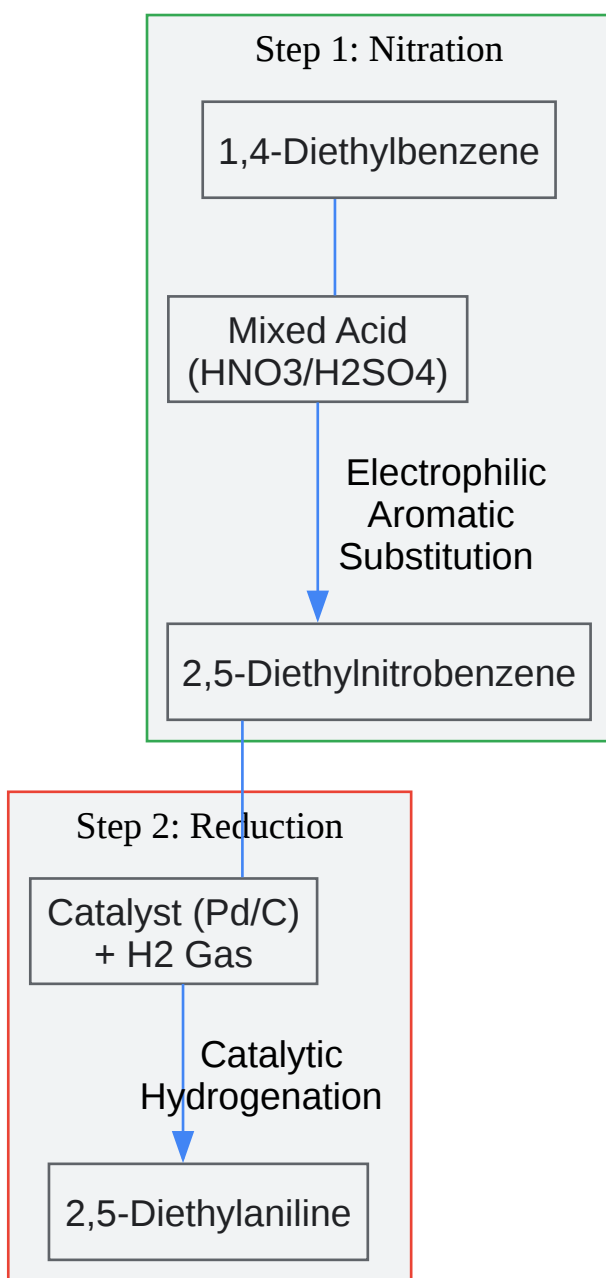 Step 1: Nitration
1,4-Diethylbenzene
Mixed Acid
(HNO3/H2SO4)
Electrophilic
Aromatic
Substitution
2,5-Diethylnitrobenzene
Step 2: Reduction
Catalyst (Pd/C)
+ H2 Gas
Catalytic
Hydrogenation
2,5-Diethylaniline